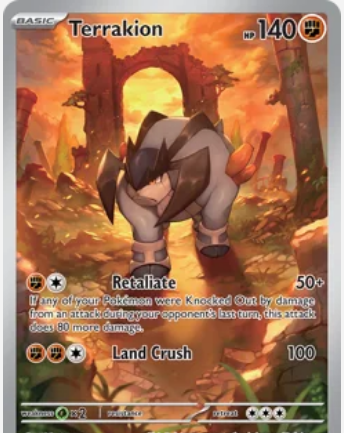 BASIC
Terrakion
HP 140
Retaliate 50+
If any of your Pokémon were Knocked Out by damage
from an attack during your opponent's last turn, this attack
does 80 more damage.
Land Crush 100
weakness ×2 resistance retreat